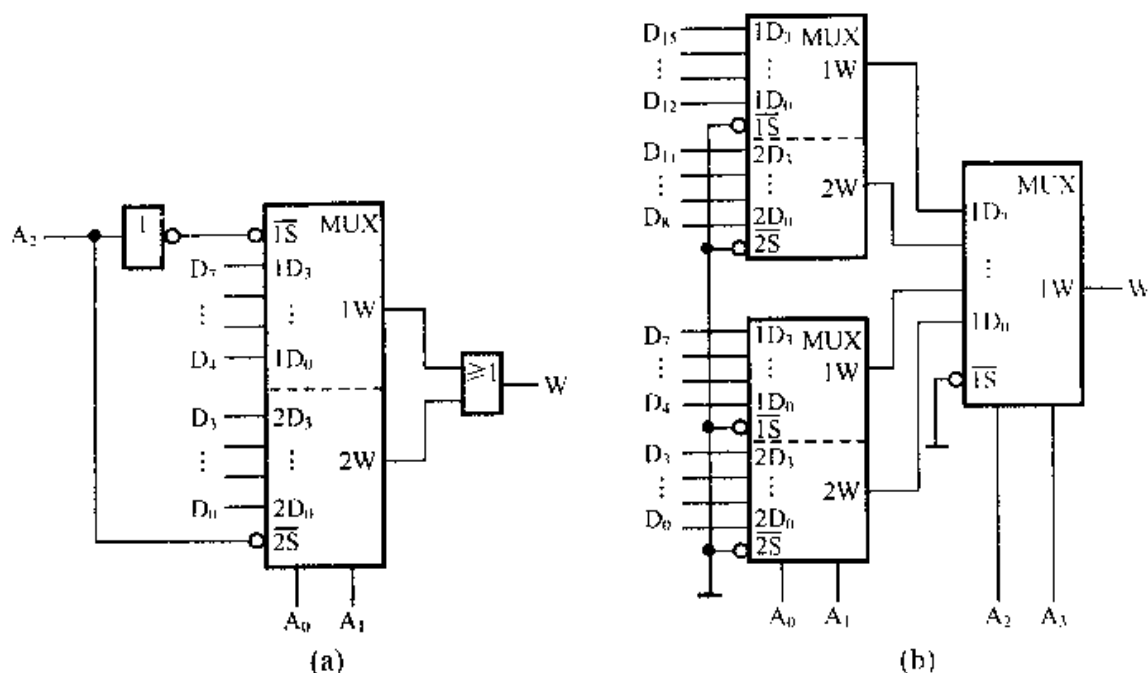 A₂
1
1S̅
MUX
D₇
1D₃
⋮
⋮
1W
D₄
1D₀
≥1
W
D₃
2D₃
⋮
⋮
2W
D₀
2D₀
2S̅
A₀
A₁
(a)
D₁₅
1D₃
MUX
⋮
⋮
1W
D₁₂
1D₀
1S̅
D₁₁
2D₃
⋮
⋮
2W
D₈
2D₀
2S̅
D₇
1D₃
MUX
⋮
⋮
1W
D₄
1D₀
1S̅
D₃
2D₃
⋮
⋮
2W
D₀
2D₀
2S̅
A₀
A₁
MUX
1D₃
⋮
1W
W
1D₀
1S̅
A₂
A₃
(b)